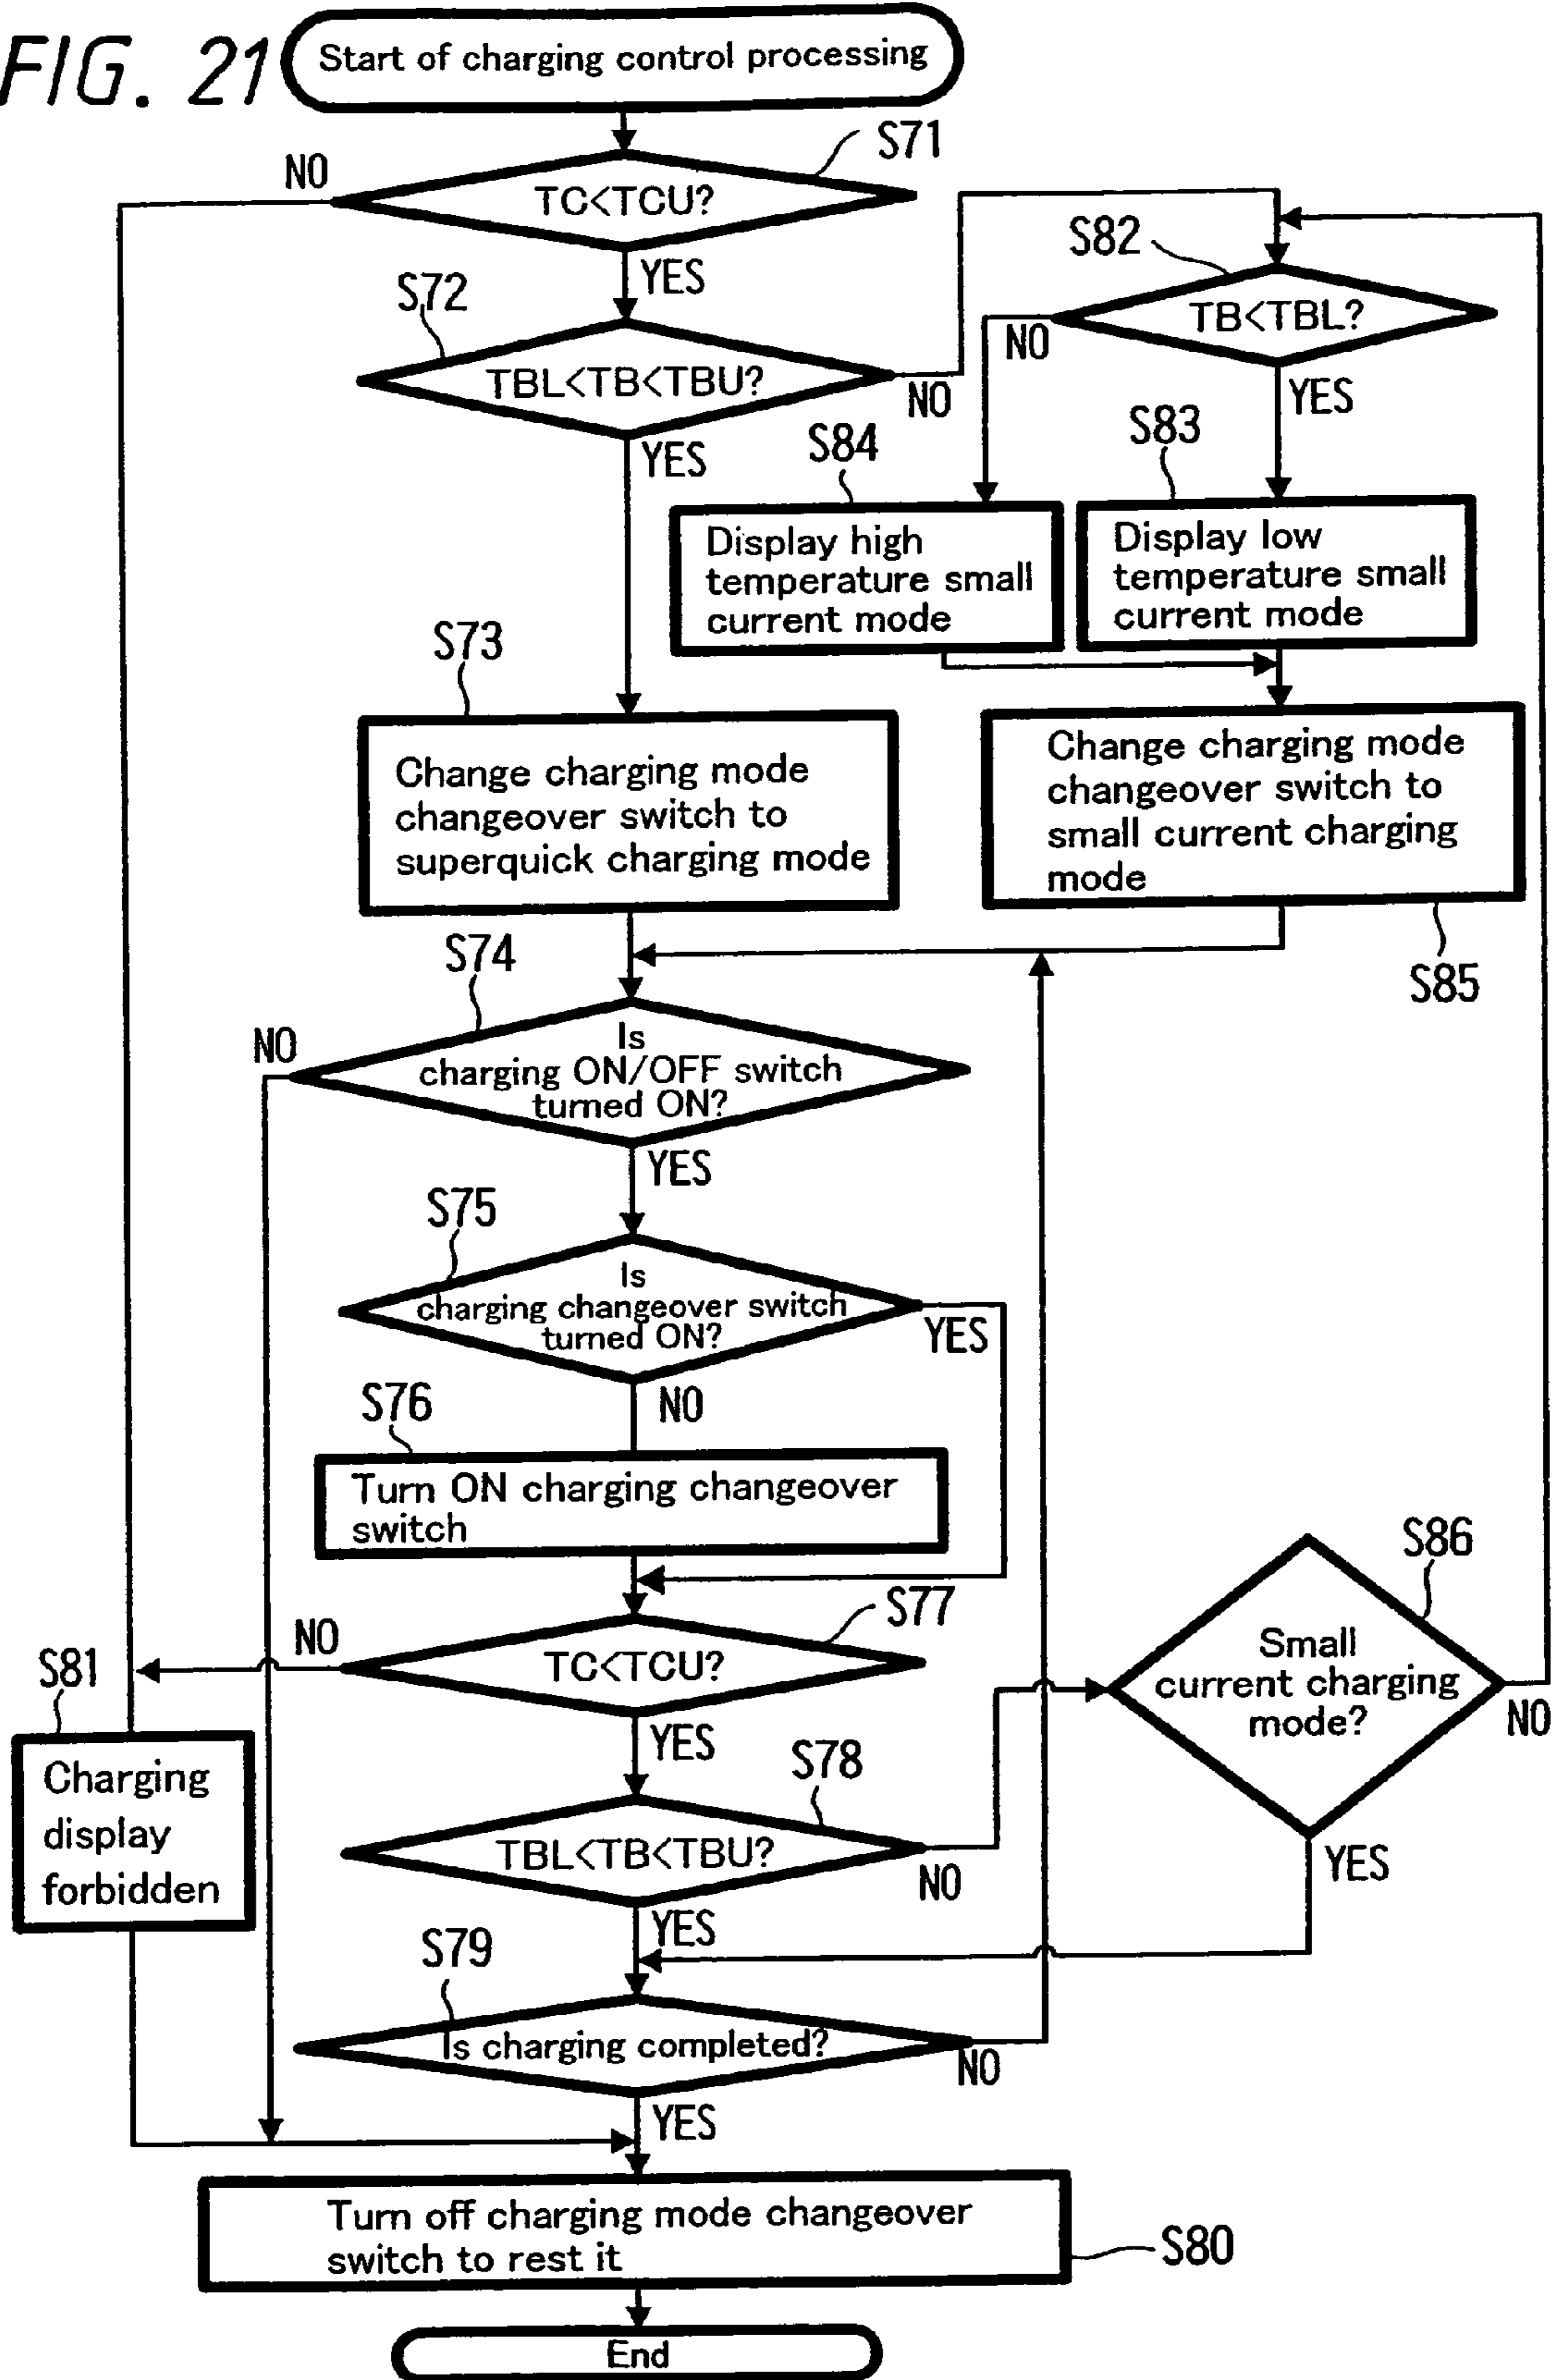 FIG. 21
Start of charging control processing
S71
NO
TC<TCU?
YES
S72
TBL<TB<TBU?
NO
YES
S82
TB<TBL?
NO
YES
S84
S83
Display high
temperature small
current mode
Display low
temperature small
current mode
S73
Change charging mode
changeover switch to
superquick charging mode
Change charging mode
changeover switch to
small current charging
mode
S85
S74
NO
Is
charging ON/OFF switch
turned ON?
YES
S75
Is
charging changeover switch
turned ON?
YES
NO
S76
Turn ON charging changeover
switch
S77
NO
TC<TCU?
YES
S86
Small
current charging
mode?
NO
YES
S81
Charging
display
forbidden
S78
TBL<TB<TBU?
NO
YES
S79
Is charging completed?
NO
YES
Turn off charging mode changeover
switch to rest it
S80
End